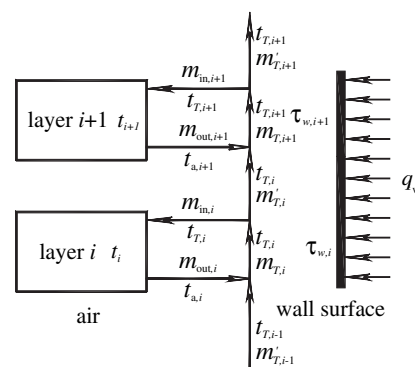 t_{T,i+1}
m'_{T,i+1}
m_{in,i+1}
t_{T,i+1}
layer i+1 t_{i+1}
m_{out,i+1}
t_{a,i+1}
t_{T,i+1}
m_{T,i+1}
τ_{w,i+1}
t_{T,i}
m'_{T,i}
m_{in,i}
t_{T,i}
layer i t_i
m_{out,i}
t_{a,i}
t_{T,i}
m_{T,i}
τ_{w,i}
air
wall surface
t_{T,i-1}
m'_{T,i-1}